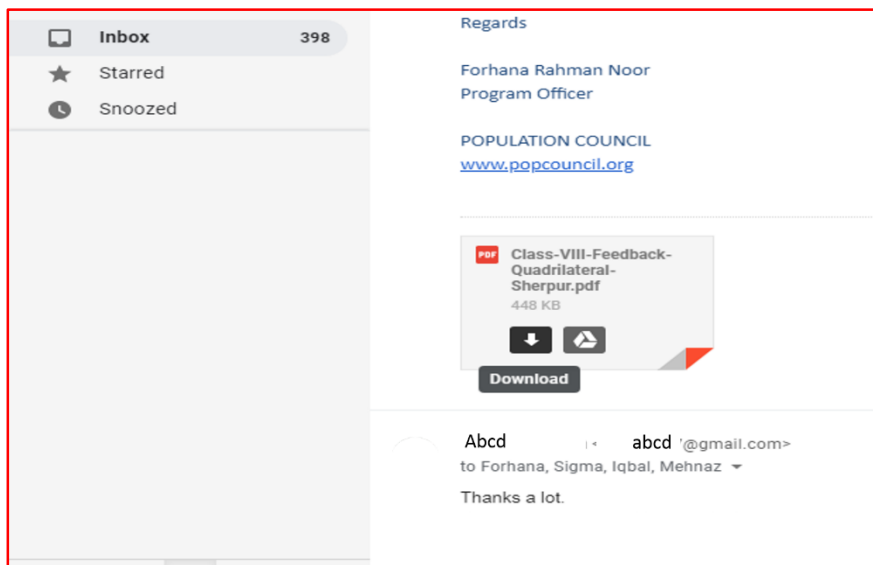 Inbox 398
Starred
Snoozed
Regards
Forhana Rahman Noor
Program Officer
POPULATION COUNCIL
www.popcouncil.org
PDF Class-VIII-Feedback-
Quadrilateral-
Sherpur.pdf
448 KB
Download
Abcd < abcd @gmail.com>
to Forhana, Sigma, Iqbal, Mehnaz
Thanks a lot.